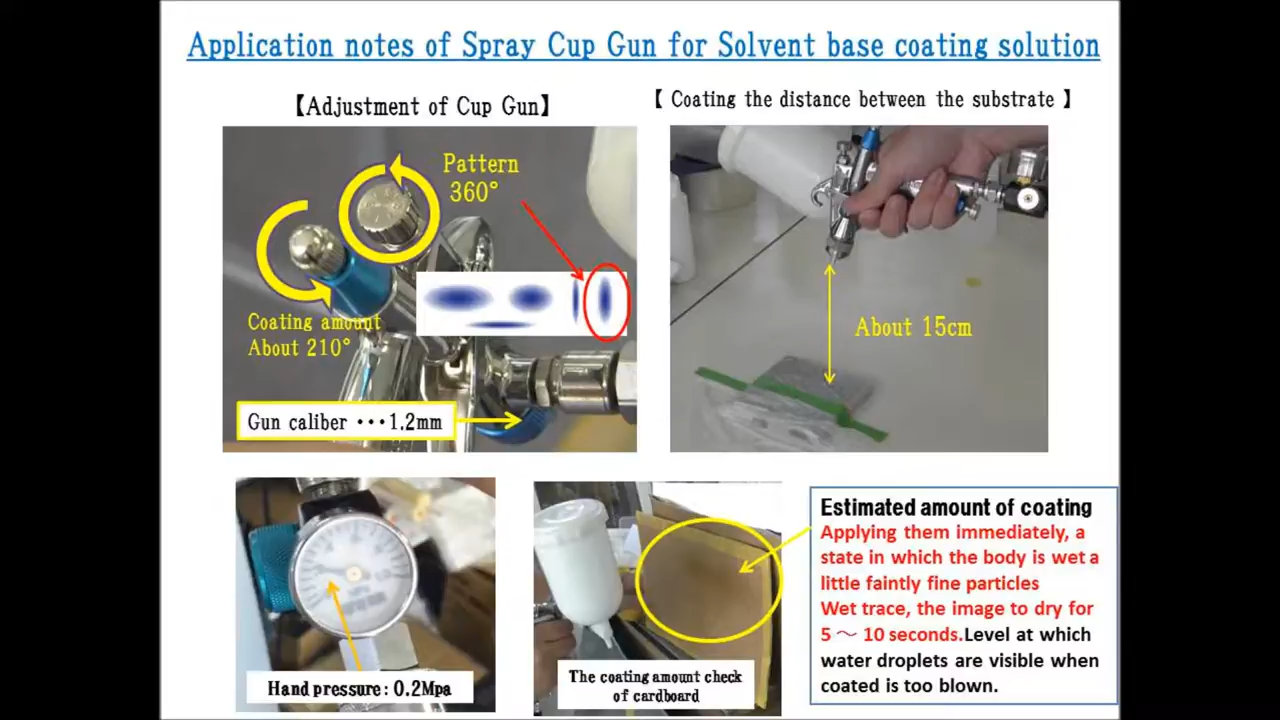 Application notes of Spray Cup Gun for Solvent base coating solution
【Adjustment of Cup Gun】
【 Coating the distance between the substrate 】
Pattern
360°
Coating amount
About 210°
Gun caliber ･･･1.2mm
About 15cm
Hand pressure: 0.2Mpa
The coating amount check
of cardboard
Estimated amount of coating
Applying them immediately, a
state in which the body is wet a
little faintly fine particles
Wet trace, the image to dry for
5 ～ 10 seconds.Level at which
water droplets are visible when
coated is too blown.